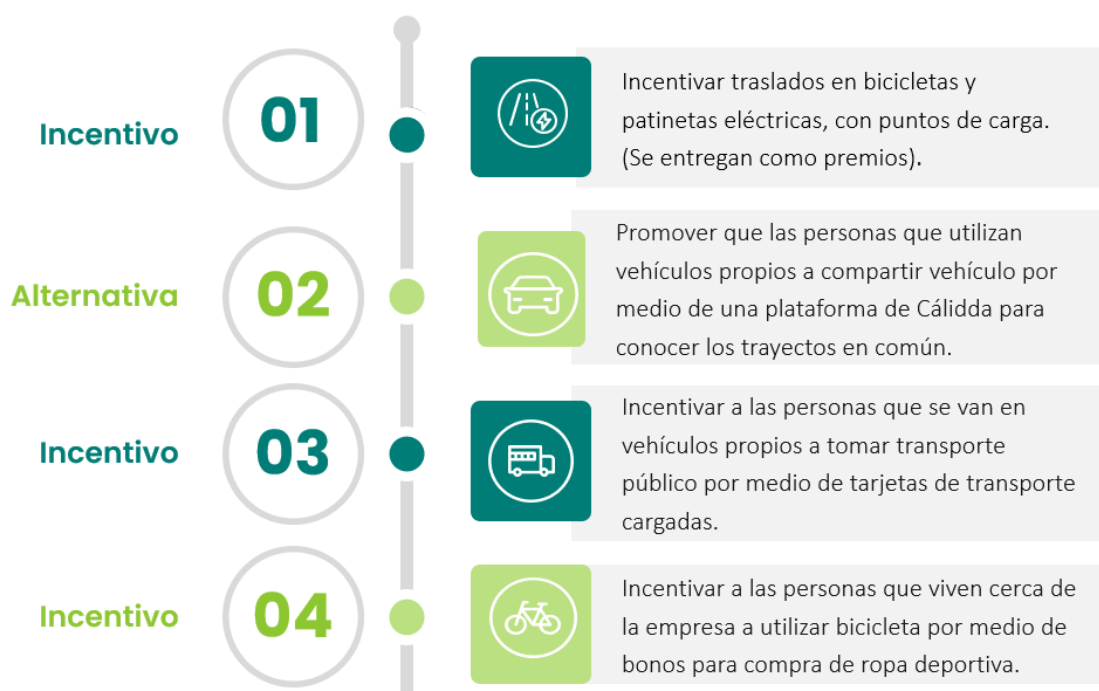 Incentivo
01
Incentivar traslados en bicicletas y
patinetas eléctricas, con puntos de carga.
(Se entregan como premios).
Alternativa
02
Promover que las personas que utilizan
vehículos propios a compartir vehículo por
medio de una plataforma de Cálidda para
conocer los trayectos en común.
Incentivo
03
Incentivar a las personas que se van en
vehículos propios a tomar transporte
público por medio de tarjetas de transporte
cargadas.
Incentivo
04
Incentivar a las personas que viven cerca de
la empresa a utilizar bicicleta por medio de
bonos para compra de ropa deportiva.